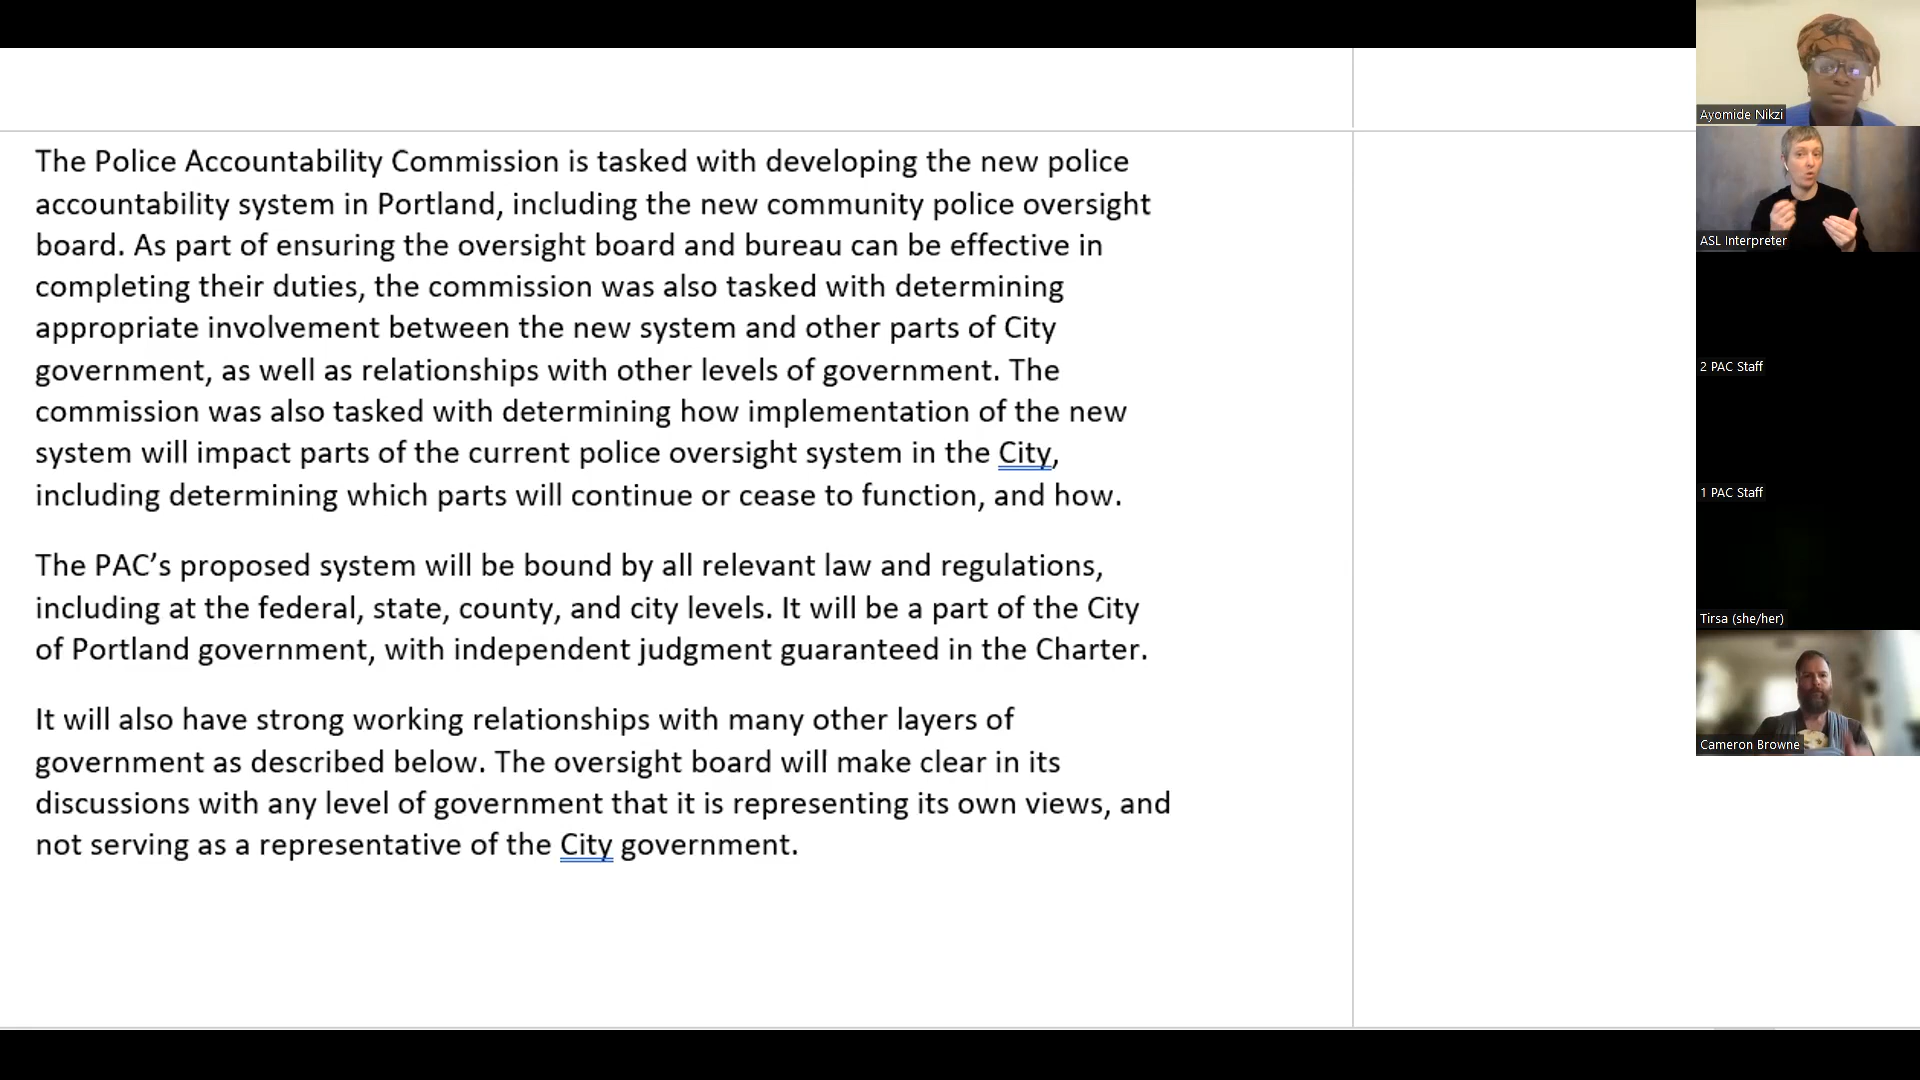 The Police Accountability Commission is tasked with developing the new police
accountability system in Portland, including the new community police oversight
board. As part of ensuring the oversight board and bureau can be effective in
completing their duties, the commission was also tasked with determining
appropriate involvement between the new system and other parts of City
government, as well as relationships with other levels of government. The
commission was also tasked with determining how implementation of the new
system will impact parts of the current police oversight system in the City,
including determining which parts will continue or cease to function, and how.
The PAC’s proposed system will be bound by all relevant law and regulations,
including at the federal, state, county, and city levels. It will be a part of the City
of Portland government, with independent judgment guaranteed in the Charter.
It will also have strong working relationships with many other layers of
government as described below. The oversight board will make clear in its
discussions with any level of government that it is representing its own views, and
not serving as a representative of the City government.
Ayomide Nikzi
ASL Interpreter
2 PAC Staff
1 PAC Staff
Tirsa (she/her)
Cameron Browne